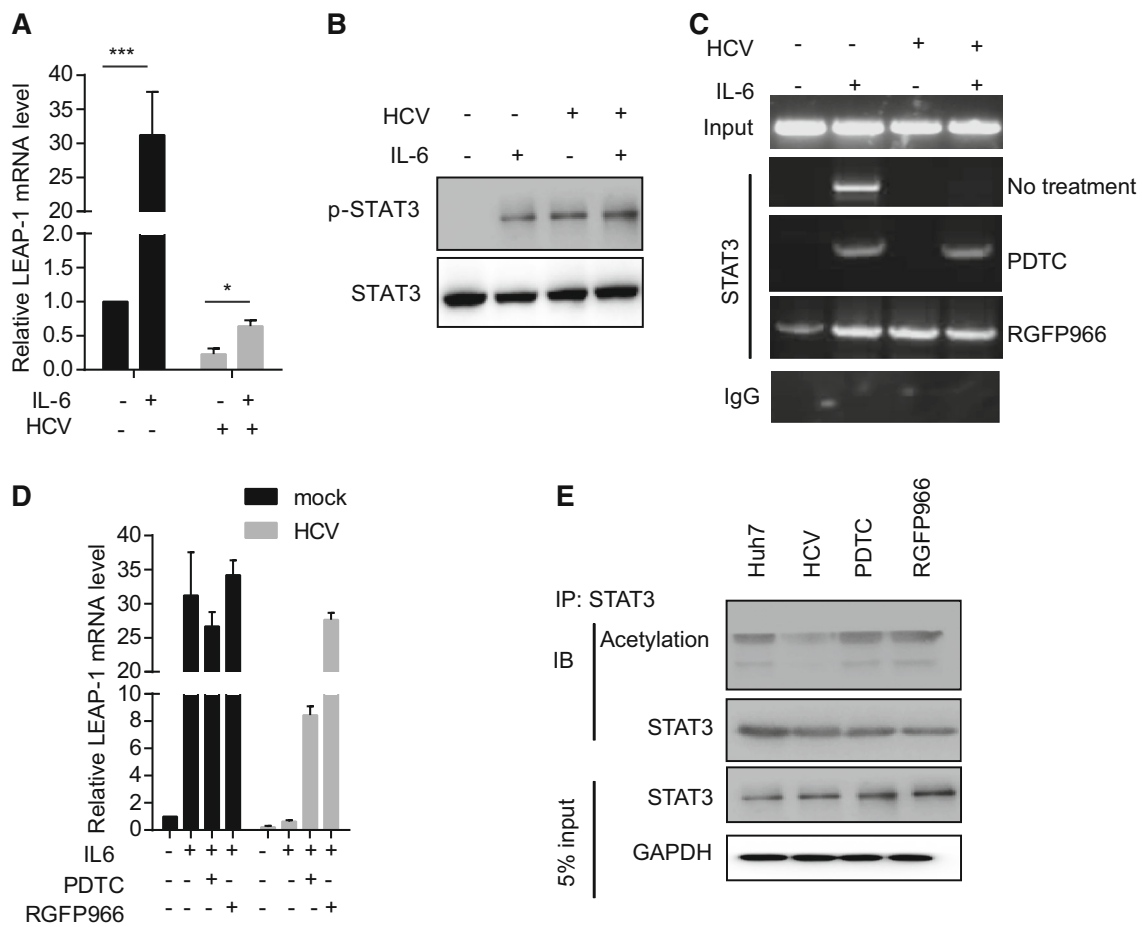 A
***
*
40
35
30
25
20
2.0
1.5
1.0
0.5
0.0
Relative LEAP-1 mRNA level
IL-6 - + - +
HCV - - + +
B
HCV - - + +
IL-6 - + - +
p-STAT3
STAT3
C
HCV - - + +
IL-6 - + - +
Input
STAT3
No treatment
PDTC
RGFP966
IgG
D
mock
HCV
40
35
30
25
20
10
8
6
4
2
0
Relative LEAP-1 mRNA level
IL6 - + + + - + + +
PDTC - - + - - - + -
RGFP966 - - - + - - - +
E
Huh7
HCV
PDTC
RGFP966
IP: STAT3
IB
Acetylation
STAT3
5% input
STAT3
GAPDH